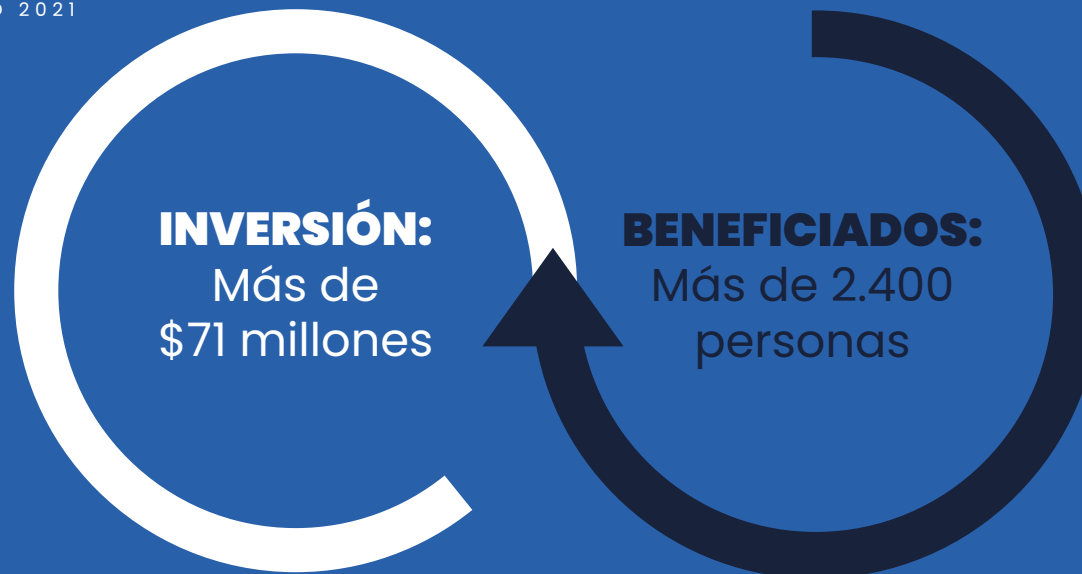 2021
INVERSIÓN:
Más de
$71 millones
BENEFICIADOS:
Más de 2.400
personas